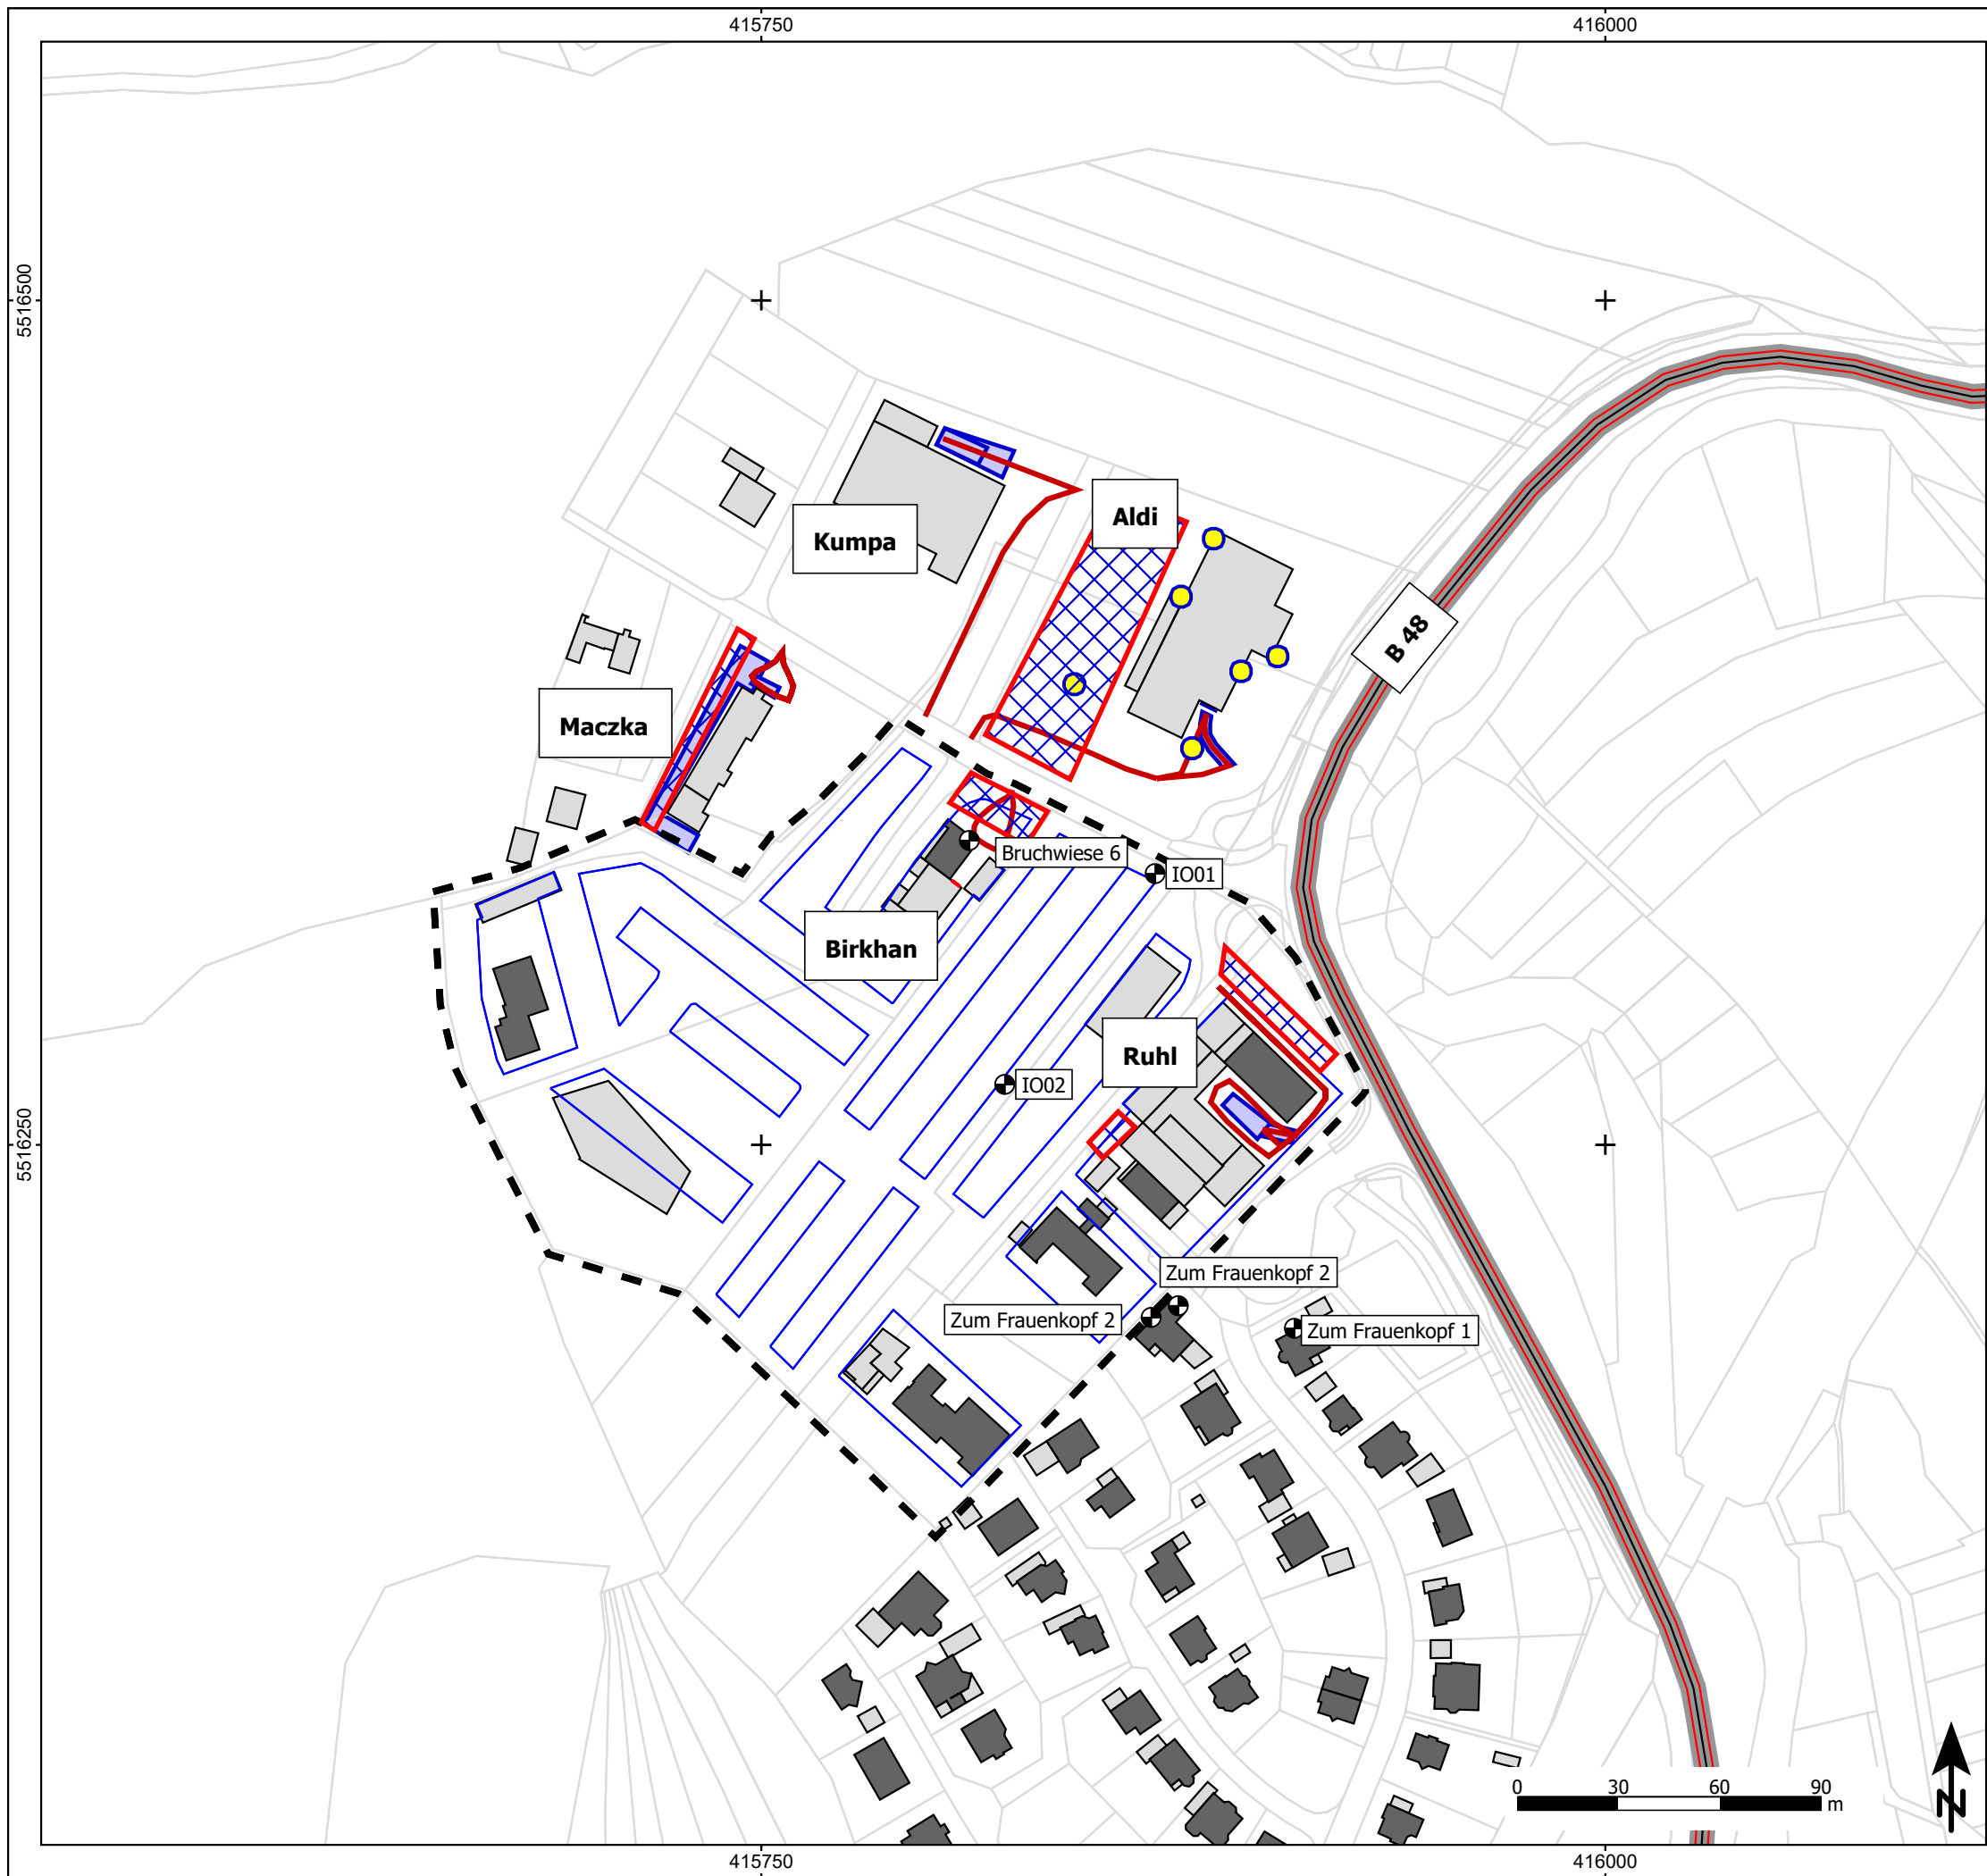 415750
416000
5516500
Aldi
Kumpa
B 48
Maczka
Bruchwiese 6
IO01
Birkhan
Ruhl
IO02
5516250
Zum Frauenkopf 2
Zum Frauenkopf 2
Zum Frauenkopf 1
0 30 60 90
m
N
415750
416000